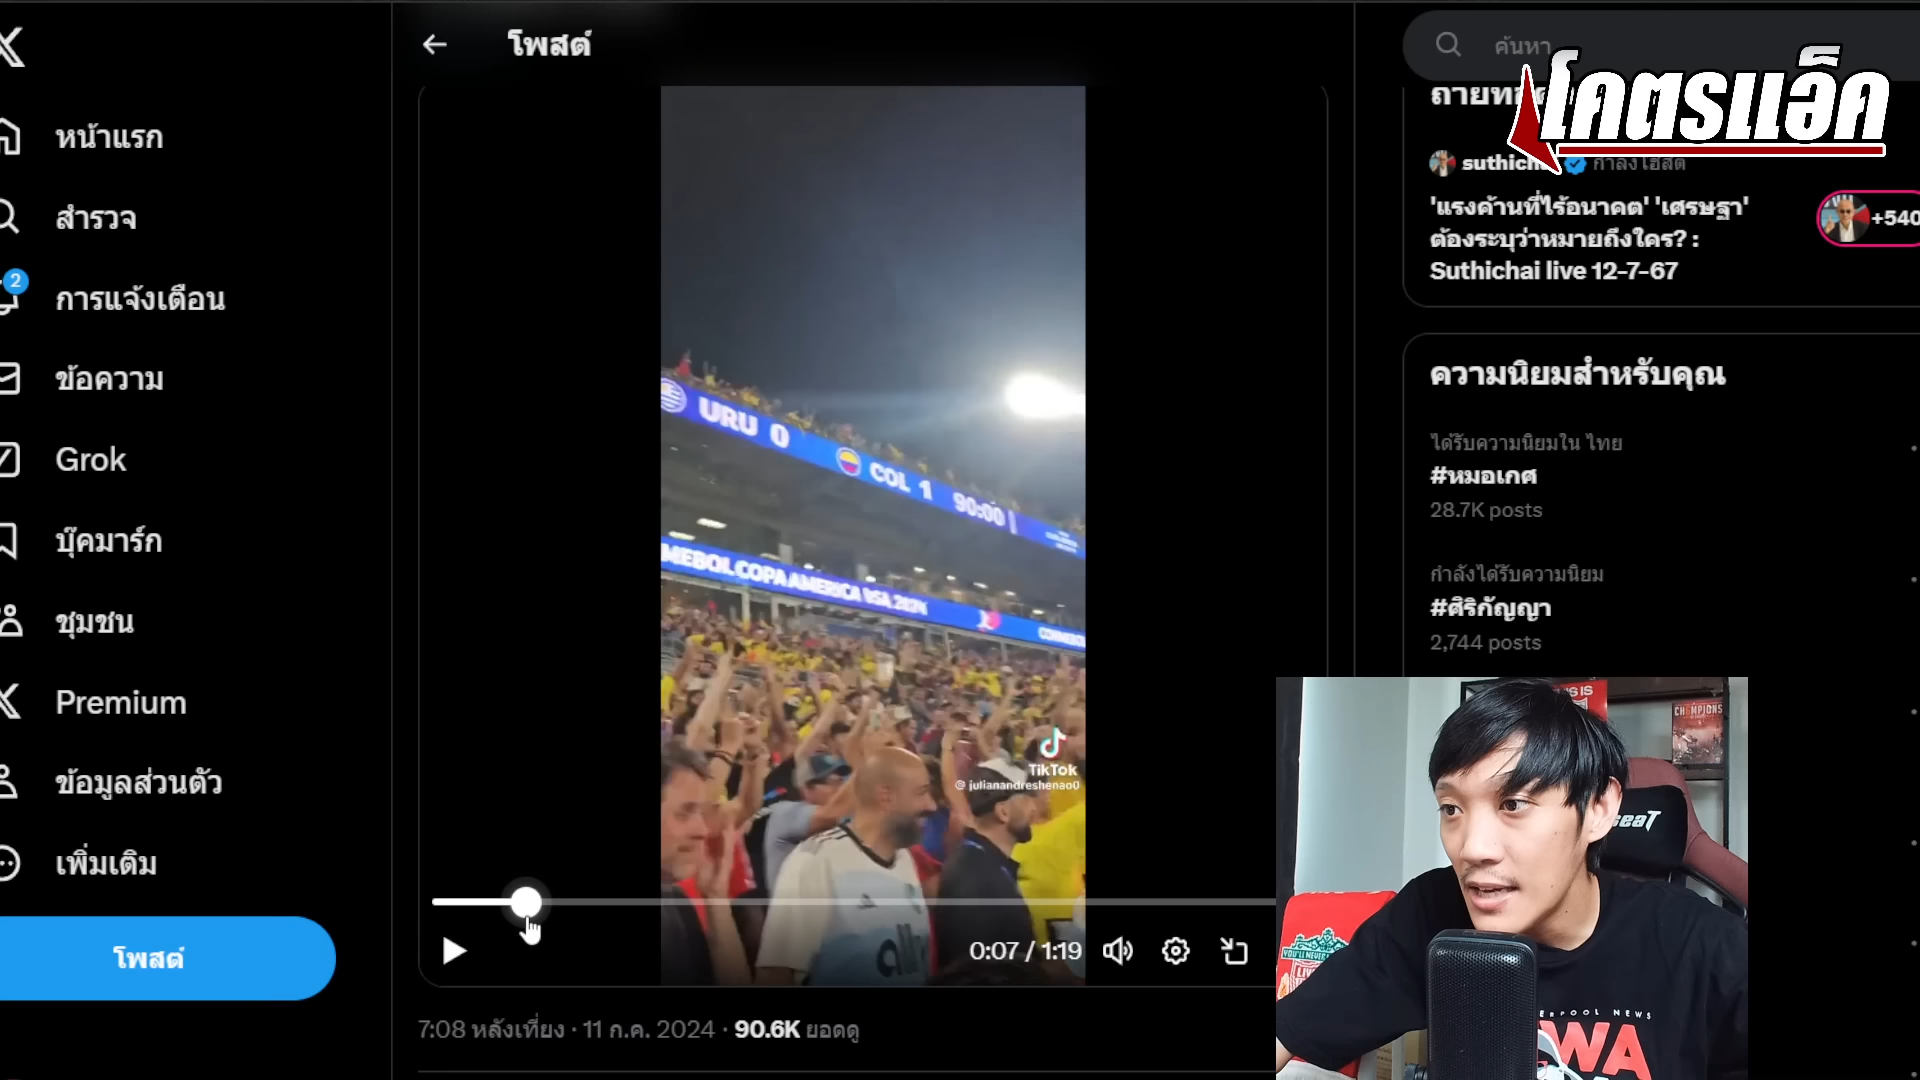 โพสต์
ค้นหา
โคตรแอ็ค
หน้าแรก
สำรวจ
2
การแจ้งเตือน
ข้อความ
Grok
บุ๊คมาร์ก
ชุมชน
Premium
ข้อมูลส่วนตัว
เพิ่มเติม
โพสต์
URU 0
COL 1 90:00
MEBOL COPA AMERICA USA 2024
TikTok
@julianandreshenao0
0:07 / 1:19
7:08 หลังเที่ยง · 11 ก.ค. 2024 · 90.6K ยอดดู
กำลังโฮสต์
'แรงค้านที่ไร้อนาคต' 'เศรษฐา'
ต้องระบุว่าหมายถึงใคร? :
Suthichai live 12-7-67
+540
ความนิยมสำหรับคุณ
ได้รับความนิยมใน ไทย
#หมอเกศ
28.7K posts
กำลังได้รับความนิยม
#ศิริกัญญา
2,744 posts
CHAMPIONS